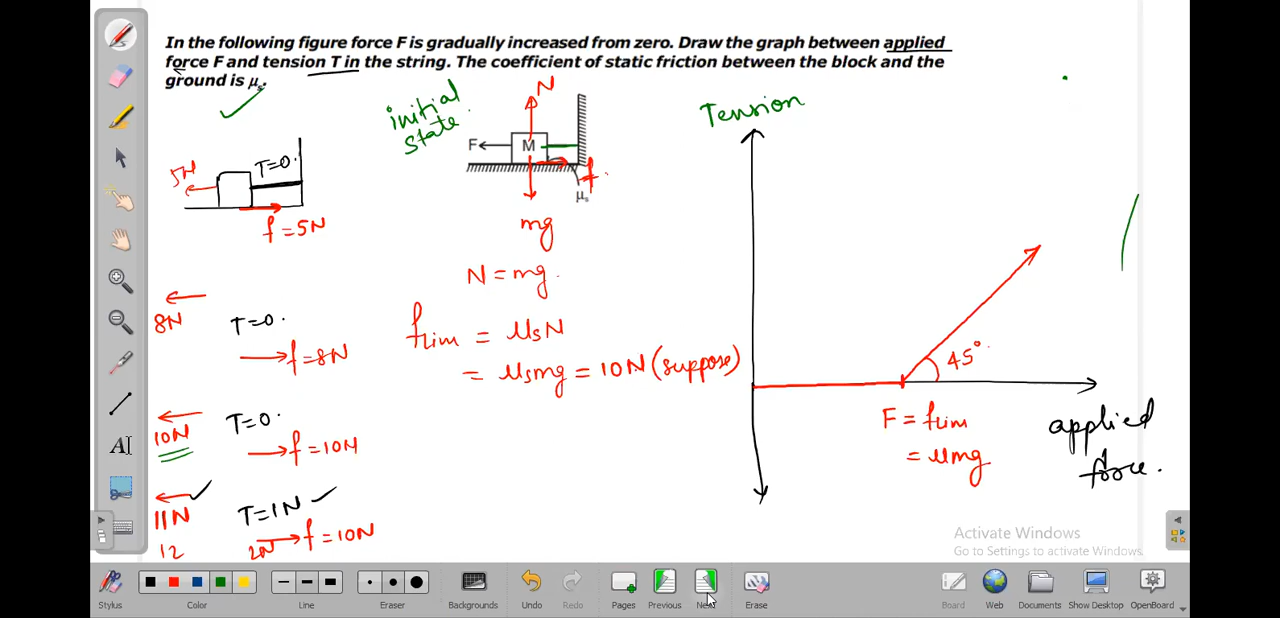 In the following figure force F is gradually increased from zero. Draw the graph between applied
force F and tension T in the string. The coefficient of static friction between the block and the
ground is μs.
initial
state
N
F
M
f
μs
mg
N = mg.
flim = μsN
= μsmg = 10N (suppose)
5N
T=0.
f = 5N
8N
T=0.
f = 8N
10N
T=0.
f = 10N
11N
T=1N
12
2N
f = 10N
Tension
45°
F = flim
= μmg
applied
force.
Activate Windows
Go to Settings to activate Windows.
Stylus
Color
Line
Eraser
Backgrounds
Undo
Redo
Pages
Previous
Next
Erase
Board
Web
Documents
Show Desktop
OpenBoard